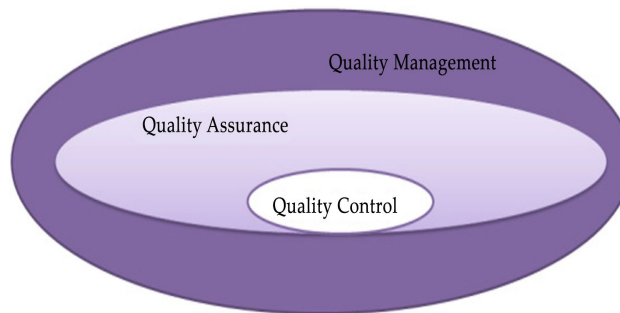 Quality Management
Quality Assurance
Quality Control